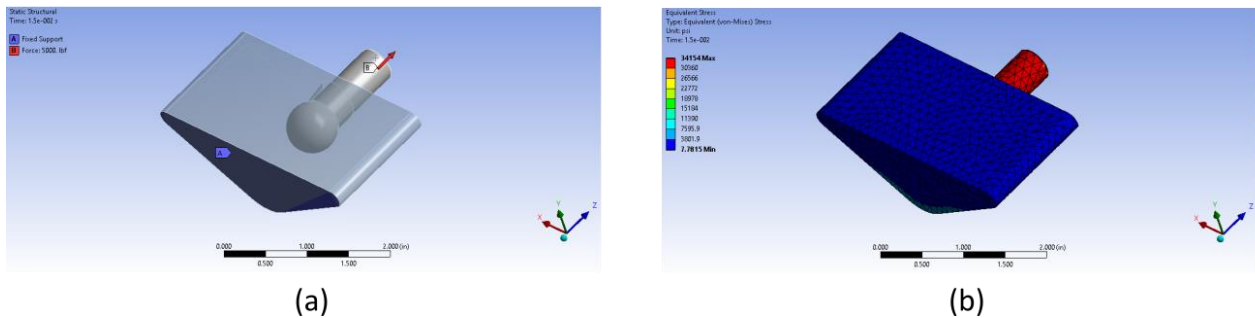 Static Structural
Time: 1.5e-002 s
A Fixed Support
B Force: 5000. lbf
B
A
0.000 1.000 2.000 (in)
0.500 1.500
X Y Z
(a)
Equivalent Stress
Type: Equivalent (von-Mises) Stress
Unit: psi
Time: 1.5e-002
34154 Max
30360
26566
22772
18978
15184
11390
7595.9
3801.9
7.7815 Min
0.000 1.000 2.000 (in)
0.500 1.500
X Y Z
(b)